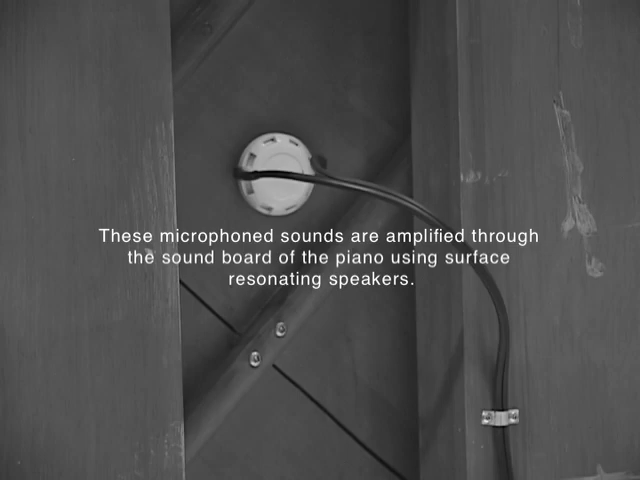 These microphoned sounds are amplified through
the sound board of the piano using surface
resonating speakers.